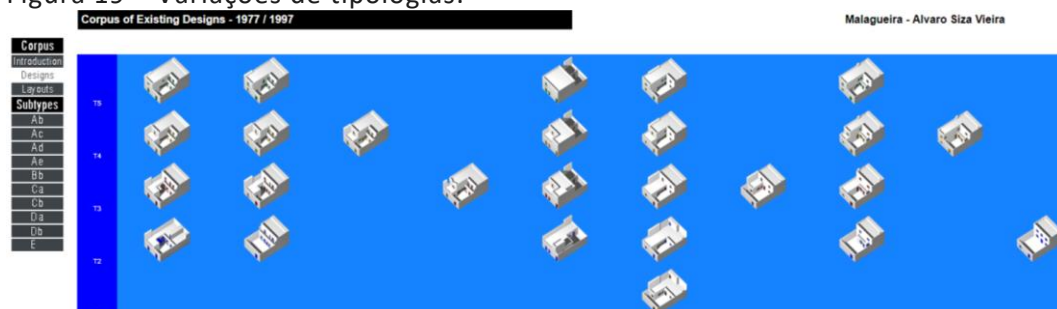 Figura 19 – Variações de tipologias.
Corpus of Existing Designs - 1977 / 1997
Malagueira - Alvaro Siza Vieira
Corpus
Introduction
Designs
Layouts
Subtypes
Ab
Ac
Ad
Ae
Bb
Ca
Cb
Da
Db
E
T5
T4
T3
T2